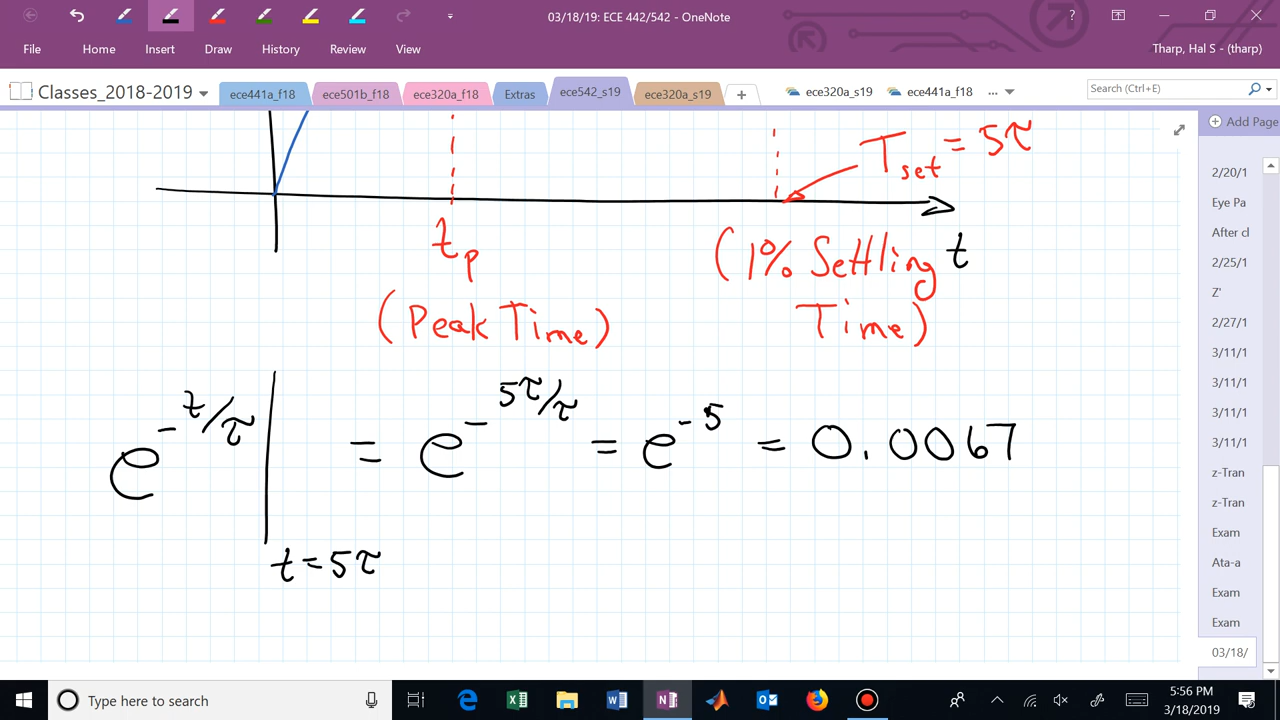 03/18/19: ECE 442/542 - OneNote
?
File Home Insert Draw History Review View
Tharp, Hal S - (tharp)
Classes_2018-2019
ece441a_f18 ece501b_f18 ece320a_f18 Extras ece542_s19 ece320a_s19 + ece320a_s19 ece441a_f18 ...
Search (Ctrl+E)
Add Page
T_set = 5τ
t_p
(1% Settling Time)
t
(Peak Time)
e^{-t/τ} |_{t=5τ} = e^{-5τ/τ} = e^{-5} = 0.0067
2/20/1
Eye Pa
After cl
2/25/1
Z'
2/27/1
3/11/1
3/11/1
3/11/1
3/11/1
z-Tran
z-Tran
Exam
Ata-a
Exam
Exam
03/18/
Type here to search
5:56 PM
3/18/2019